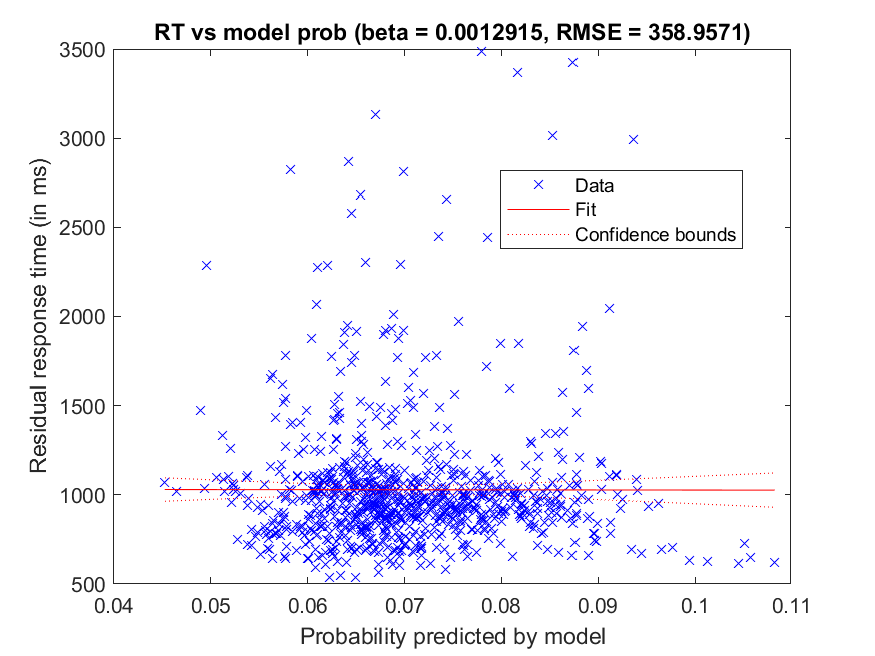 RT vs model prob (beta = 0.0012915, RMSE = 358.9571)
3500
3000
2500
2000
1500
1000
500
Residual response time (in ms)
Data
Fit
Confidence bounds
0.04 0.05 0.06 0.07 0.08 0.09 0.1 0.11
Probability predicted by model